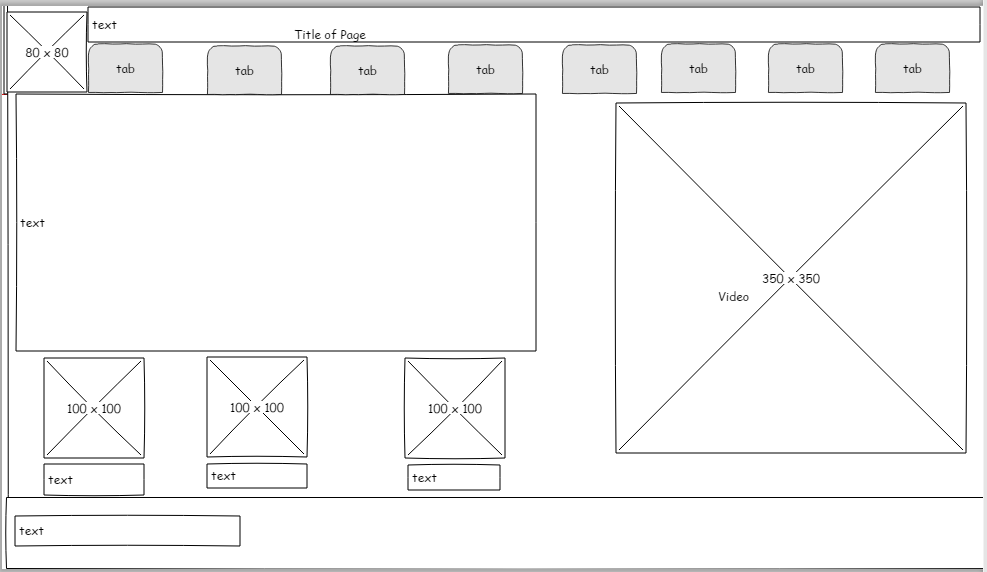 text
Title of Page
80 x 80
tab
tab
tab
tab
tab
tab
tab
tab
text
350 x 350
Video
100 x 100
100 x 100
100 x 100
text
text
text
text